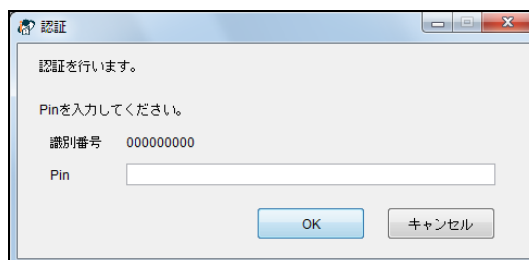 認証
認証を行います。
Pinを入力してください。
識別番号 000000000
Pin
OK キャンセル